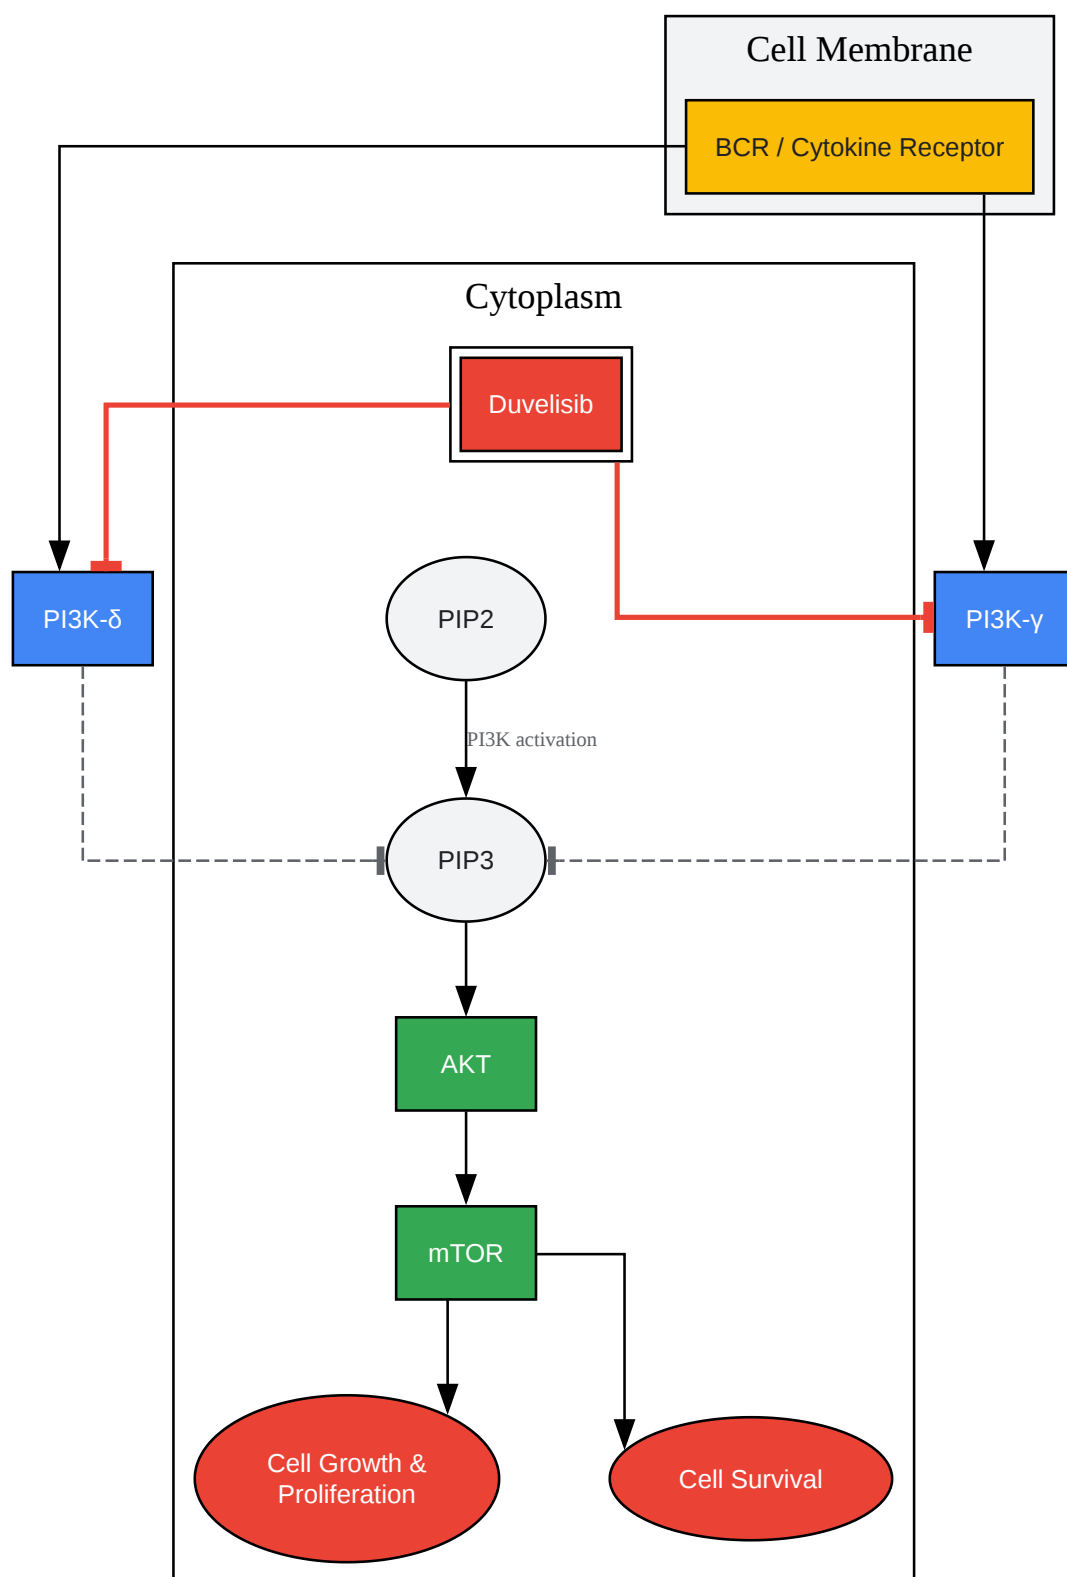 Cell Membrane
BCR / Cytokine Receptor
Cytoplasm
Duvelisib
PI3K-δ
PIP2
PI3K-γ
PI3K activation
PIP3
AKT
mTOR
Cell Growth &
Proliferation
Cell Survival